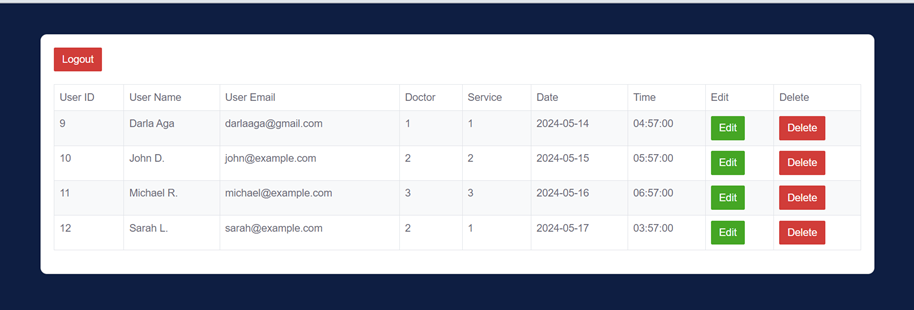 Logout
User ID User Name User Email Doctor Service Date Time Edit Delete
9 Darla Aga darlaaga@gmail.com 1 1 2024-05-14 04:57:00 Edit Delete
10 John D. john@example.com 2 2 2024-05-15 05:57:00 Edit Delete
11 Michael R. michael@example.com 3 3 2024-05-16 06:57:00 Edit Delete
12 Sarah L. sarah@example.com 2 1 2024-05-17 03:57:00 Edit Delete